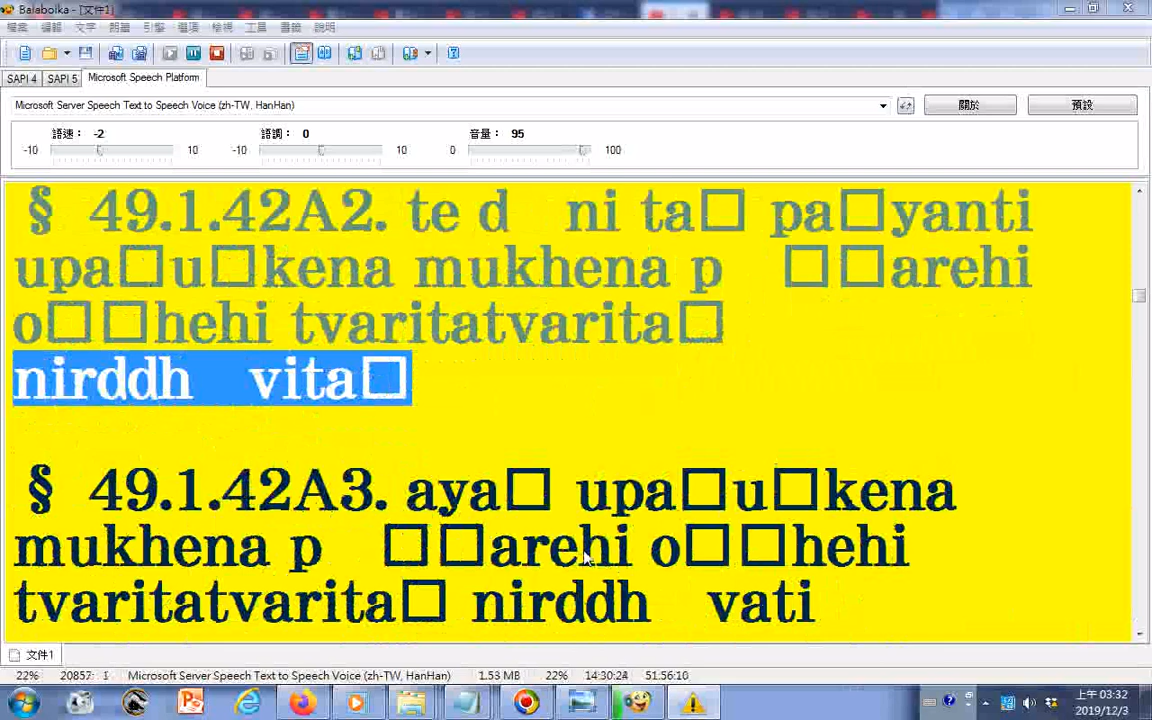 Balabolka - [文件1]
檔案 編輯 文字 朗讀 引擎 選項 檢視 工具 書籤 說明
SAPI 4 SAPI 5 Microsoft Speech Platform
Microsoft Server Speech Text to Speech Voice (zh-TW, HanHan)
關於 預設
語速： -2 語調： 0 音量： 95
-10 10 -10 10 0 100
§ 49.1.42A2. te d ni ta□ pa□yanti
upa□u□kena mukhena p □□arehi
o□□hehi tvaritatvarita□
nirddh vita□
§ 49.1.42A3. aya□ upa□u□kena
mukhena p □□arehi o□□hehi
tvaritatvarita□ nirddh vati
文件1
22% 20857: 1 Microsoft Server Speech Text to Speech Voice (zh-TW, HanHan) 1.53 MB 22% 14:30:24 51:56:10
上午 03:32
2019/12/3